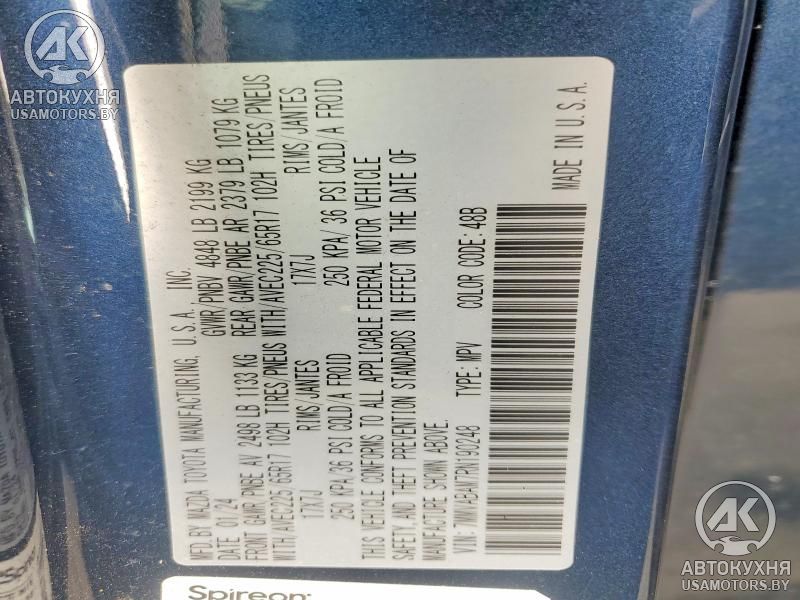 MFD.BY MAZDA TOYOTA MANUFACTURING, U.S.A. INC.
DATE 01/24 GVWR/PNBV 4848 LB 2199 KG
FRONT GAWR/PNBE AV 2498 LB 1133 KG REAR GAWR/PNBE AR 2379 LB 1079 KG
WITH/AVEC225/65R17 102H TIRES/PNEUS WITH/AVEC225/65R17 102H TIRES/PNEUS
17X7J RIMS/JANTES 17X7J RIMS/JANTES
250 KPA/ 36 PSI COLD/A FROID 250 KPA/ 36 PSI COLD/A FROID
THIS VEHICLE CONFORMS TO ALL APPLICABLE FEDERAL MOTOR VEHICLE
SAFETY AND THEFT PREVENTION STANDARDS IN EFFECT ON THE DATE OF
MANUFACTURE SHOWN ABOVE.
VIN: 7MMVABAM7RN190248 TYPE: MPV COLOR CODE: 48B
MADE IN U.S.A.
Spireon
AK
АВТОКУХНЯ
USAMOTORS.BY
AK
АВТОКУХНЯ
USAMOTORS.BY